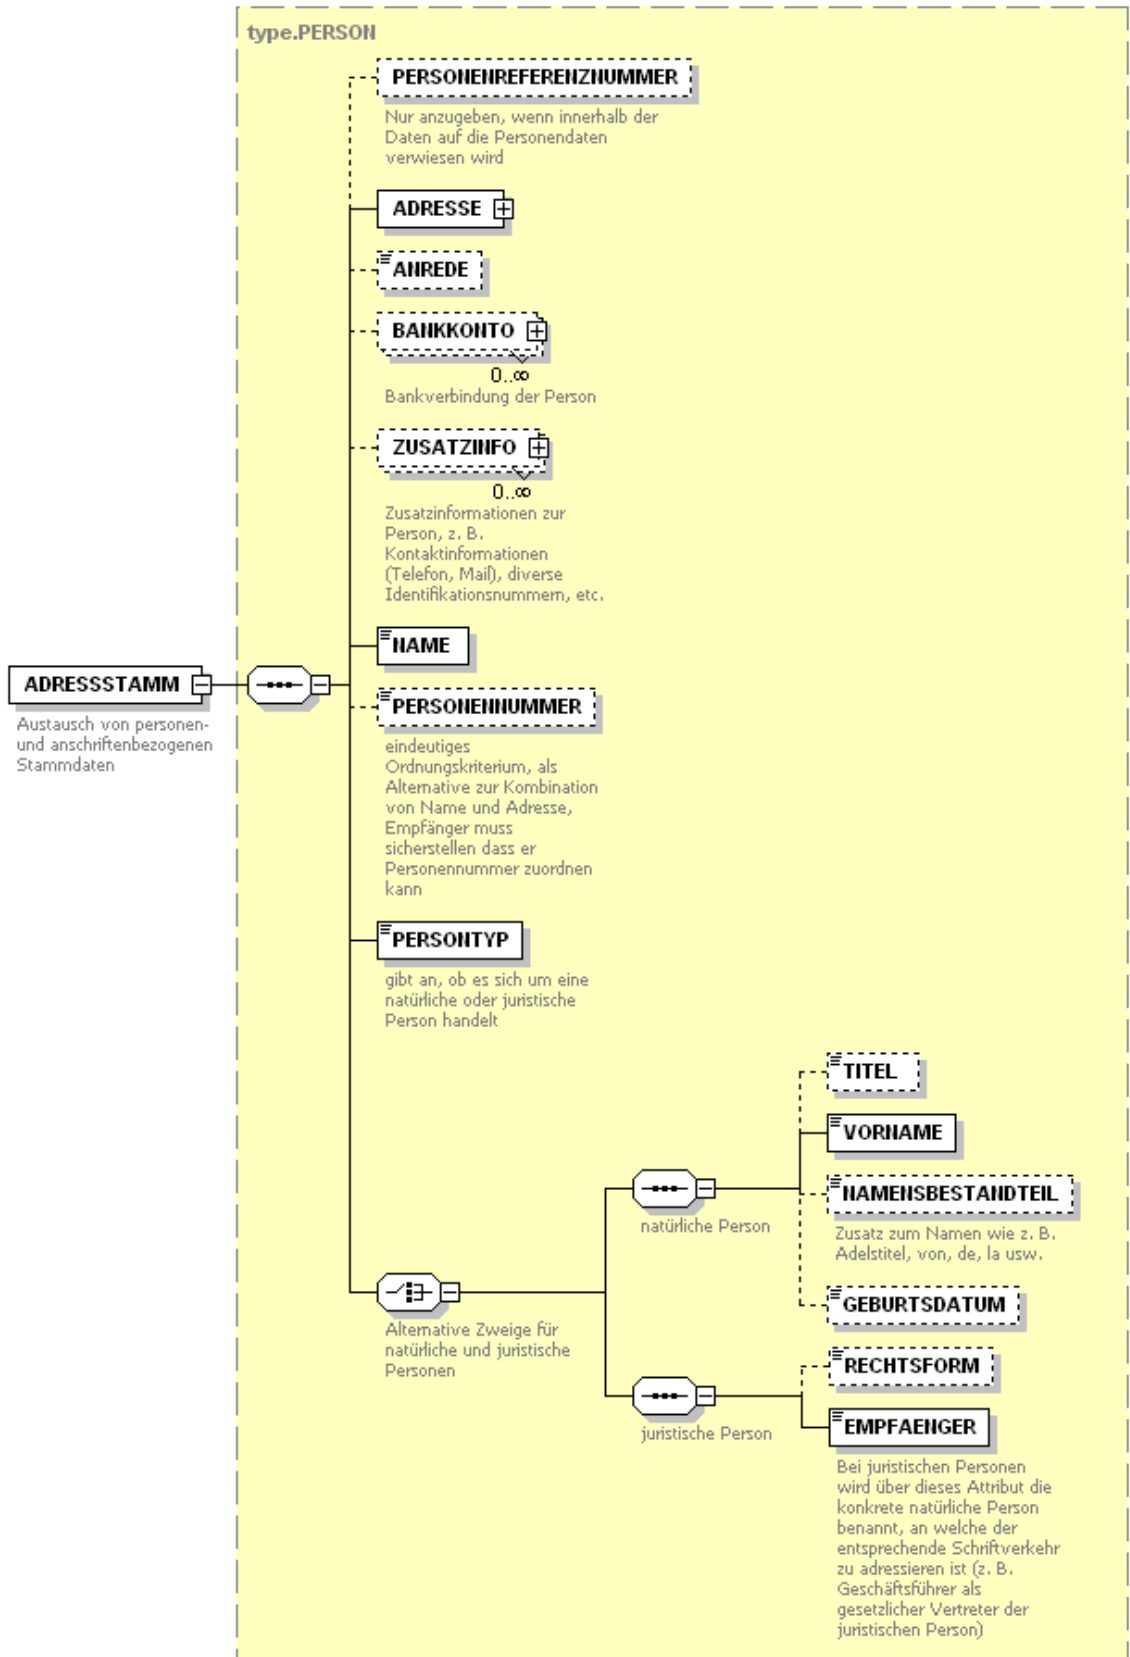 type.PERSON
PERSONENREFERENZNUMMER
Nur anzugeben, wenn innerhalb der
Daten auf die Personendaten
verwiesen wird
ADRESSE
ANREDE
BANKKONTO
0..∞
Bankverbindung der Person
ZUSATZINFO
0..∞
Zusatzinformationen zur
Person, z. B.
Kontaktinformationen
(Telefon, Mail), diverse
Identifikationsnummern, etc.
NAME
ADRESSSTAMM
Austausch von personen-
und anschriftenbezogenen
Stammdaten
PERSONENNUMMER
eindeutiges
Ordnungskriterium, als
Alternative zur Kombination
von Name und Adresse,
Empfänger muss
sicherstellen dass er
Personennummer zuordnen
kann
PERSONTYP
gibt an, ob es sich um eine
natürliche oder juristische
Person handelt
Alternative Zweige für
natürliche und juristische
Personen
natürliche Person
TITEL
VORNAME
NAMENSBESTANDTEIL
Zusatz zum Namen wie z. B.
Adelstitel, von, de, la usw.
GEBURTSDATUM
juristische Person
RECHTSFORM
EMPFAENGER
Bei juristischen Personen
wird über dieses Attribut die
konkrete natürliche Person
benannt, an welche der
entsprechende Schriftverkehr
zu adressieren ist (z. B.
Geschäftsführer als
gesetzlicher Vertreter der
juristischen Person)